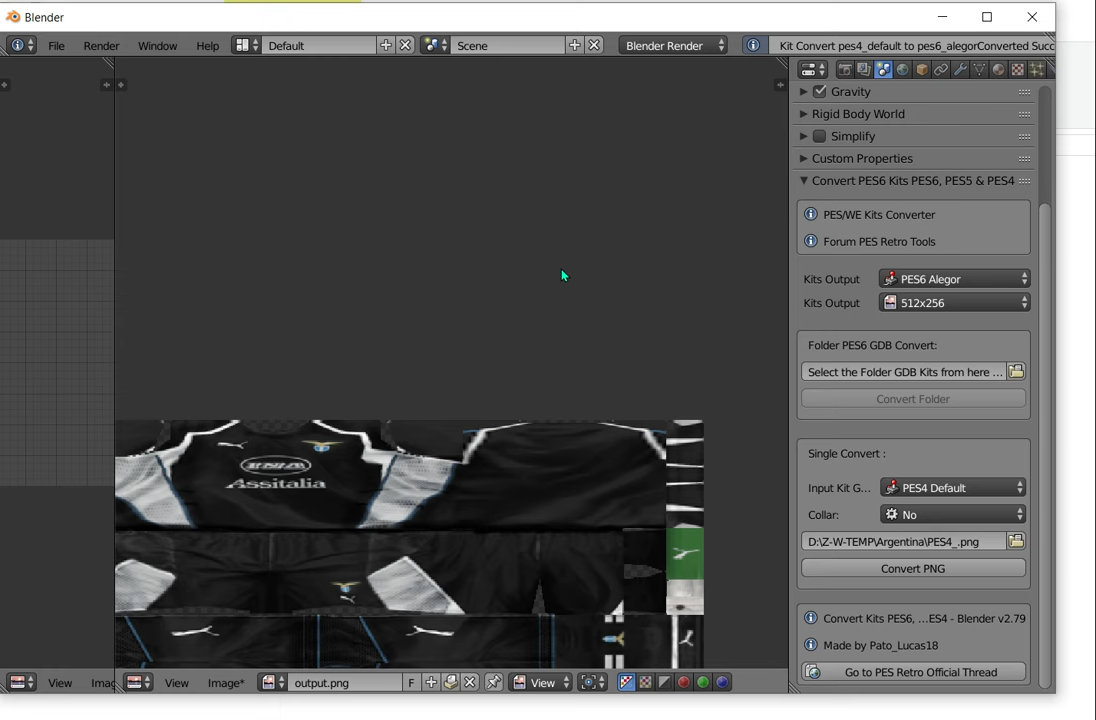 Blender
File Render Window Help Default Scene Blender Render Kit Convert pes4_default to pes6_alegorConverted Succ
Gravity
Rigid Body World
Simplify
Custom Properties
Convert PES6 Kits PES6, PES5 & PES4
PES/WE Kits Converter
Forum PES Retro Tools
Kits Output PES6 Alegor
Kits Output 512x256
Folder PES6 GDB Convert:
Select the Folder GDB Kits from here ...
Convert Folder
Single Convert :
Input Kit G... PES4 Default
Collar: No
D:\Z-W-TEMP\Argentina\PES4_.png
Convert PNG
Convert Kits PES6, ...ES4 - Blender v2.79
Made by Pato_Lucas18
Go to PES Retro Official Thread
INA
Assitalia
View Imag View Image* output.png F View